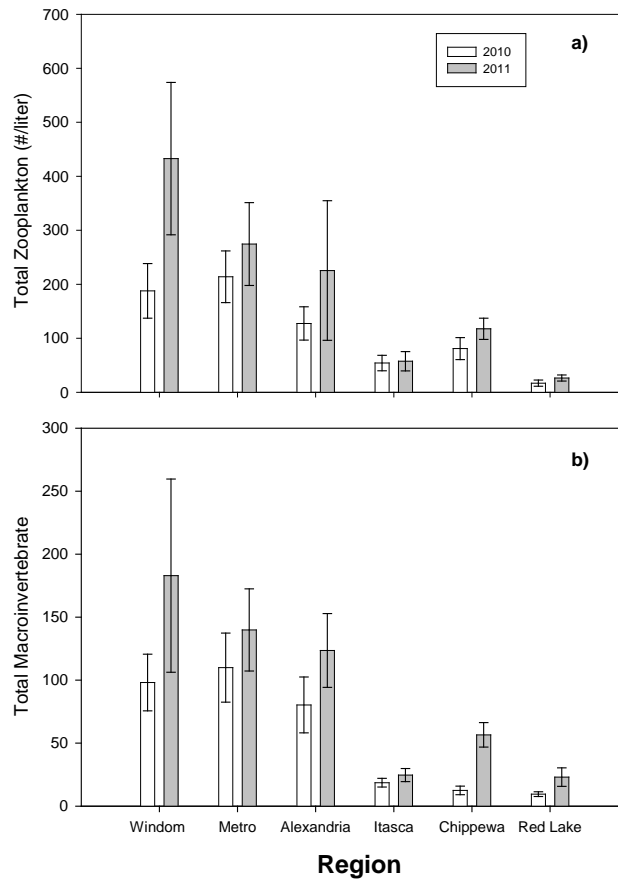 a)
2010
2011
Total Zooplankton (#/liter)
700
600
500
400
300
200
100
0
b)
Total Macroinvertebrate
300
250
200
150
100
50
0
Windom Metro Alexandria Itasca Chippewa Red Lake
Region